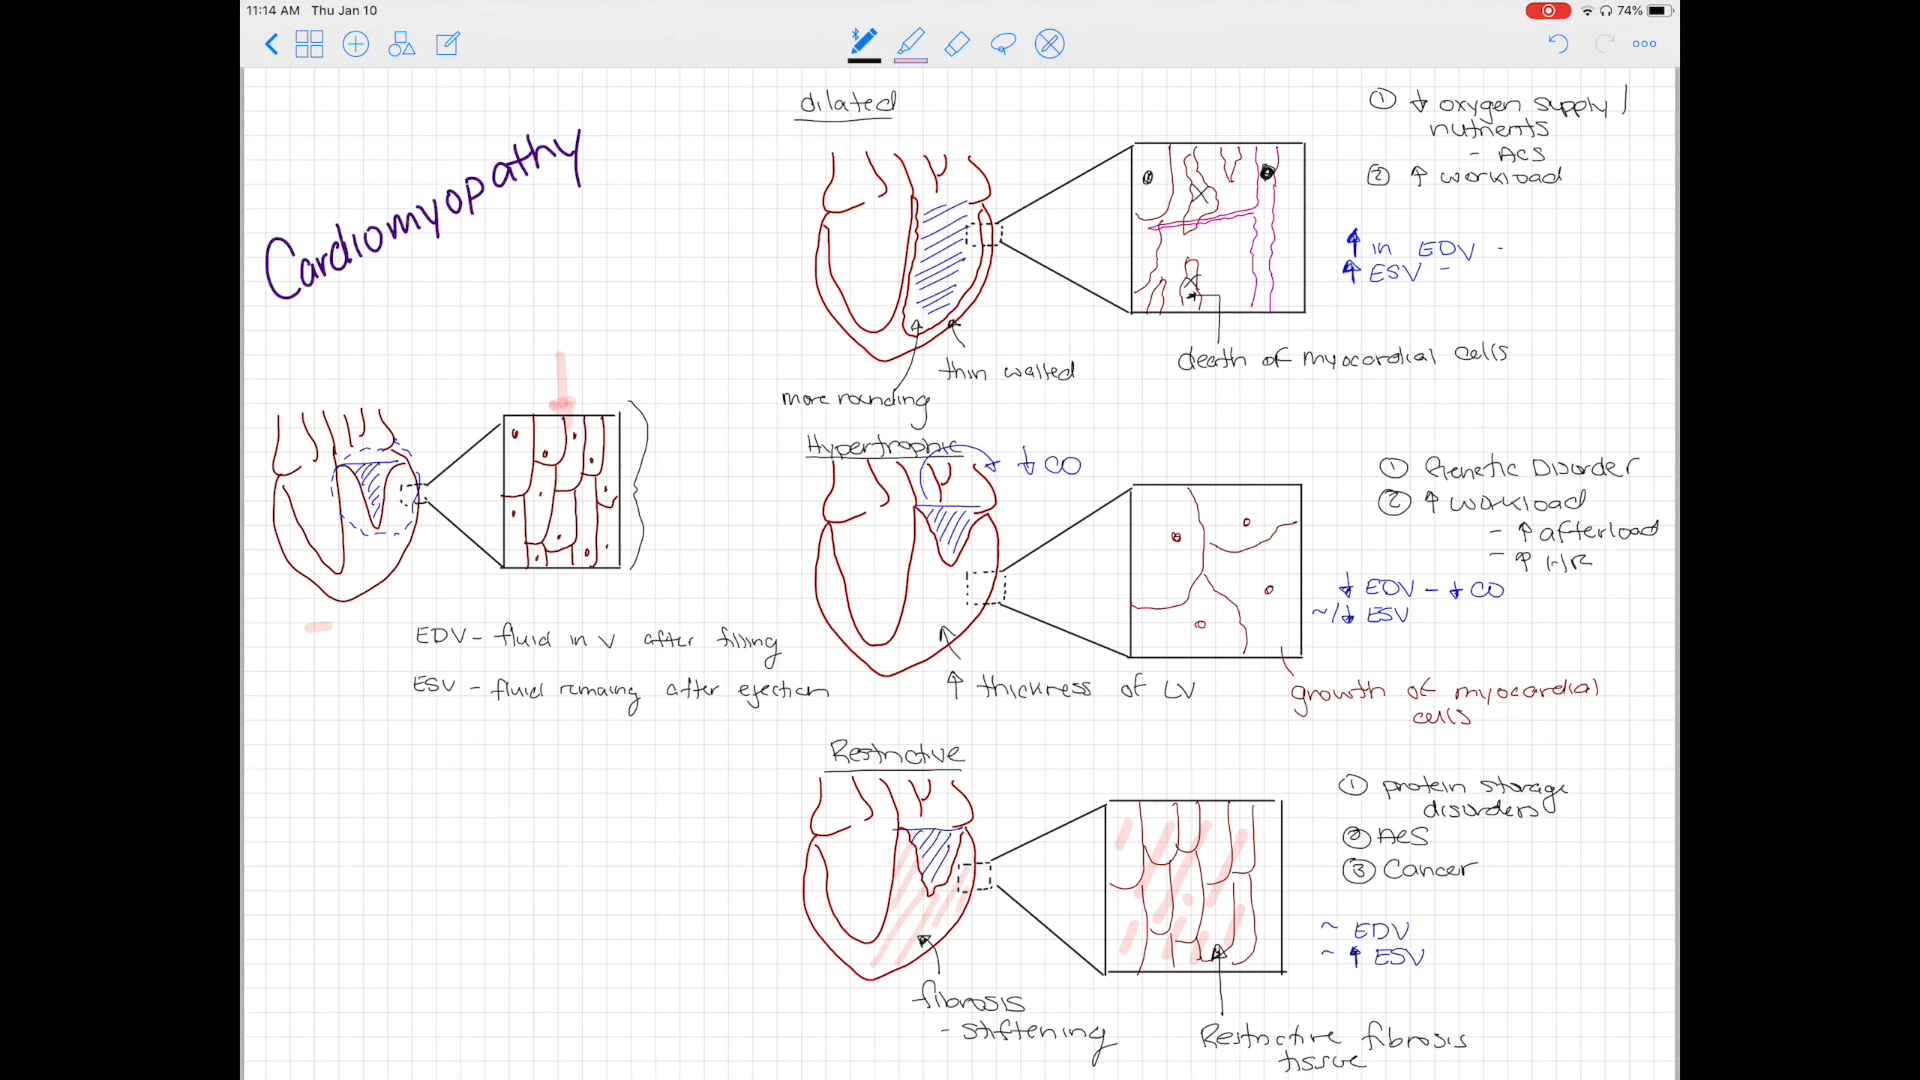 11:14 AM Thu Jan 10
74%
Cardiomyopathy
dilated
① ↓ oxygen supply/
nutrients
- ACS
② ↑ workload
↑ in EDV -
↑ ESV -
death of myocardial cells
thin walled
more rounding
Hypertrophic
↓ CO
① Genetic Disorder
② ↑ workload
- ↑ afterload
- ↑ H/R
↓ EDV - ↓ CO
~/↓ ESV
EDV - fluid in V after filling
ESV - fluid remaing after ejection
↑ thickness of LV
growth of myocardial
cells
Restrictive
① protein storage
disorders
② ACS
③ Cancer
~ EDV
~ ↑ ESV
fibrosis
- stiftening
Restrictive fibrosis
tissue